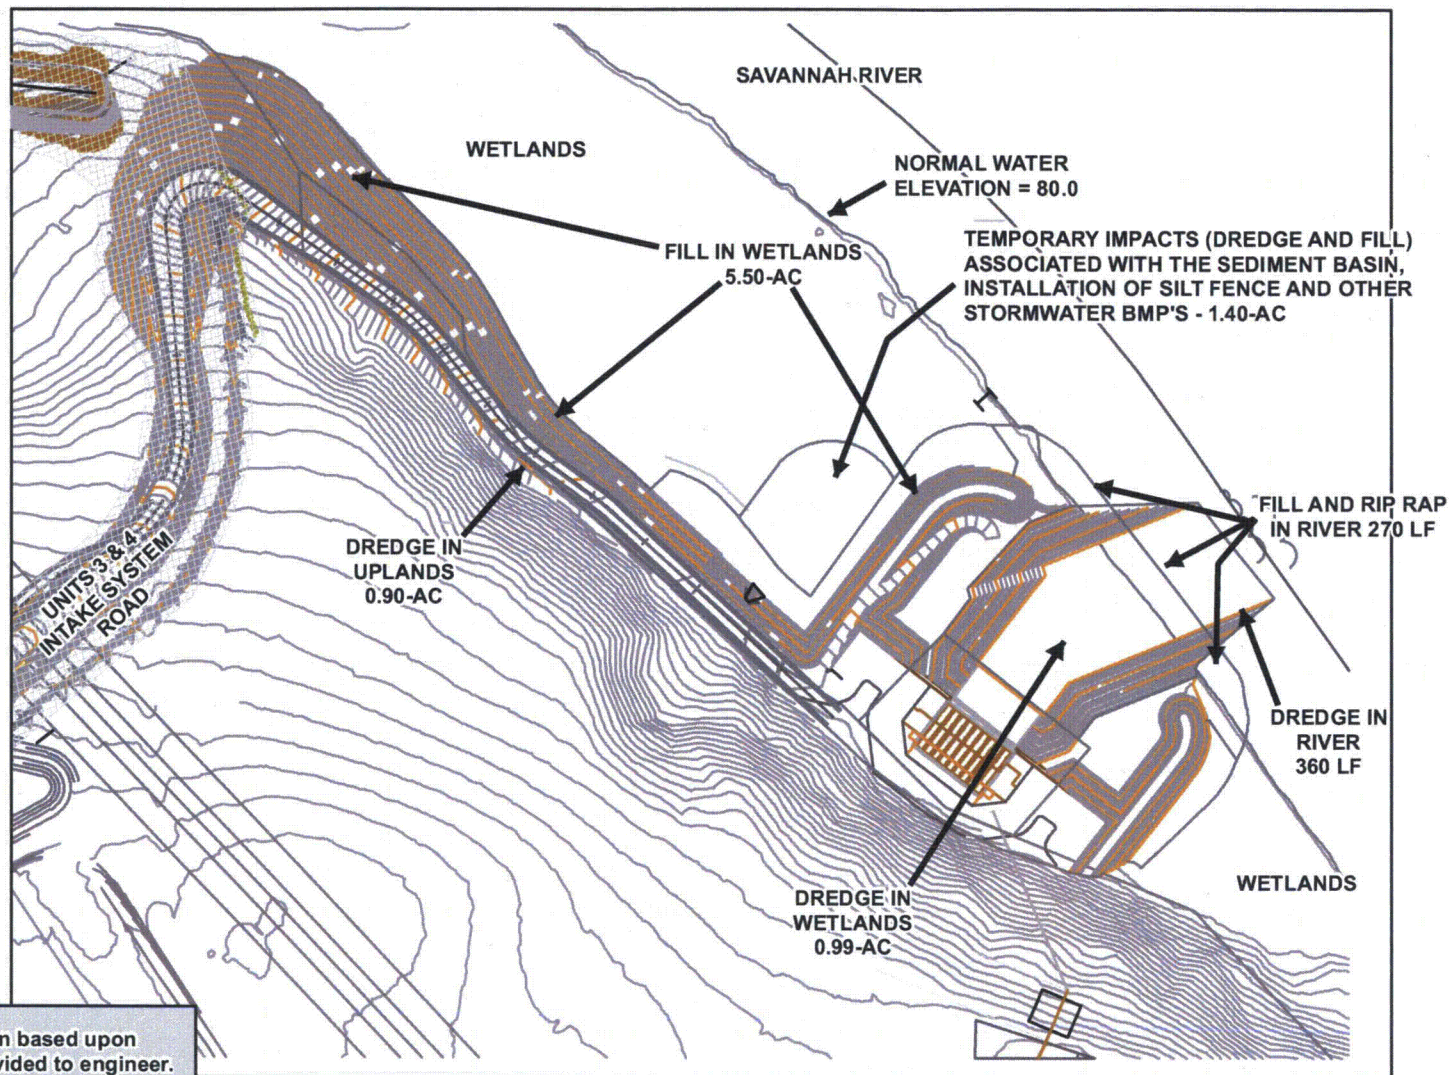 SAVANNAH RIVER
WETLANDS
NORMAL WATER
ELEVATION = 80.0
TEMPORARY IMPACTS (DREDGE AND FILL)
ASSOCIATED WITH THE SEDIMENT BASIN,
INSTALLATION OF SILT FENCE AND OTHER
STORMWATER BMP'S - 1.40-AC
FILL IN WETLANDS
5.50-AC
FILL AND RIP RAP
IN RIVER 270 LF
DREDGE IN
UPLANDS
0.90-AC
UNITS 3 & 4
INTAKE SYSTEM
ROAD
DREDGE IN
RIVER
360 LF
DREDGE IN
WETLANDS
0.99-AC
WETLANDS
based upon
to engineer.